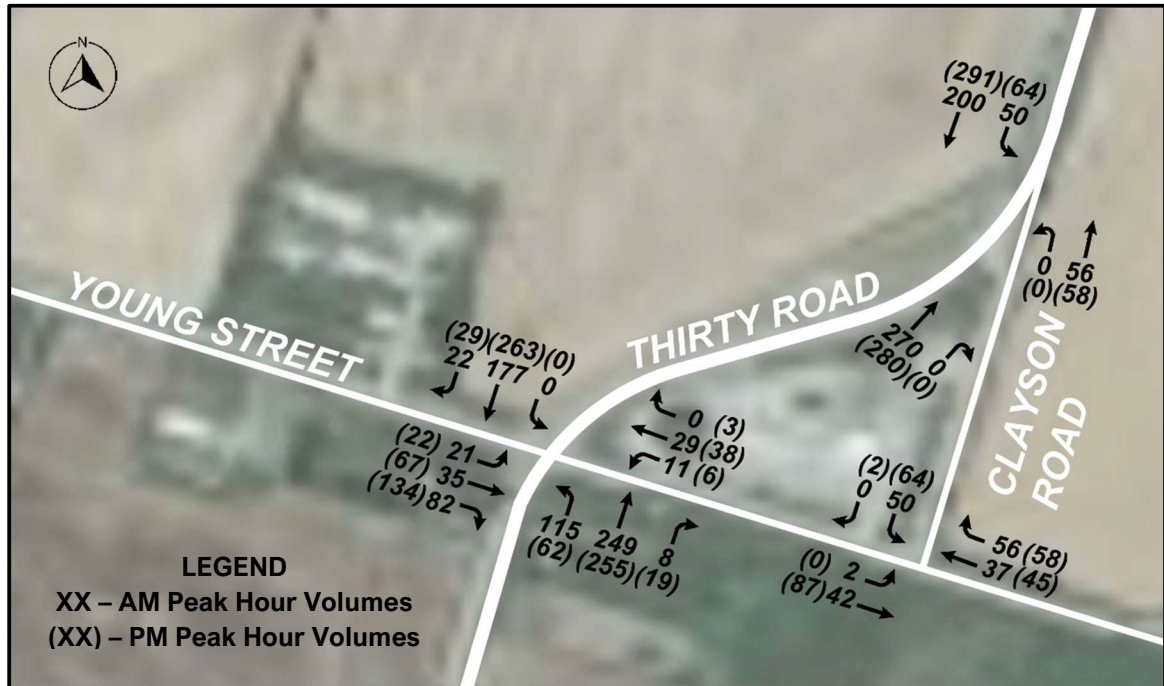 N
(291)(64)
200 50
0 56
(0)(58)
YOUNG STREET
THIRTY ROAD
CLAYSON
ROAD
270 0
(280)(0)
(29)(263)(0)
22 177 0
(22) 21
(67) 35
(134)82
0 (3)
29(38)
11(6)
115 249 8
(62) (255)(19)
(2)(64)
0 50
(0) 2
(87)42
56(58)
37(45)
LEGEND
XX – AM Peak Hour Volumes
(XX) – PM Peak Hour Volumes